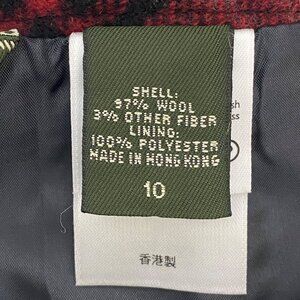 SHELL:
97% WOOL
3% OTHER FIBER
LINING:
100% POLYESTER
MADE IN HONG KONG
10
香港製